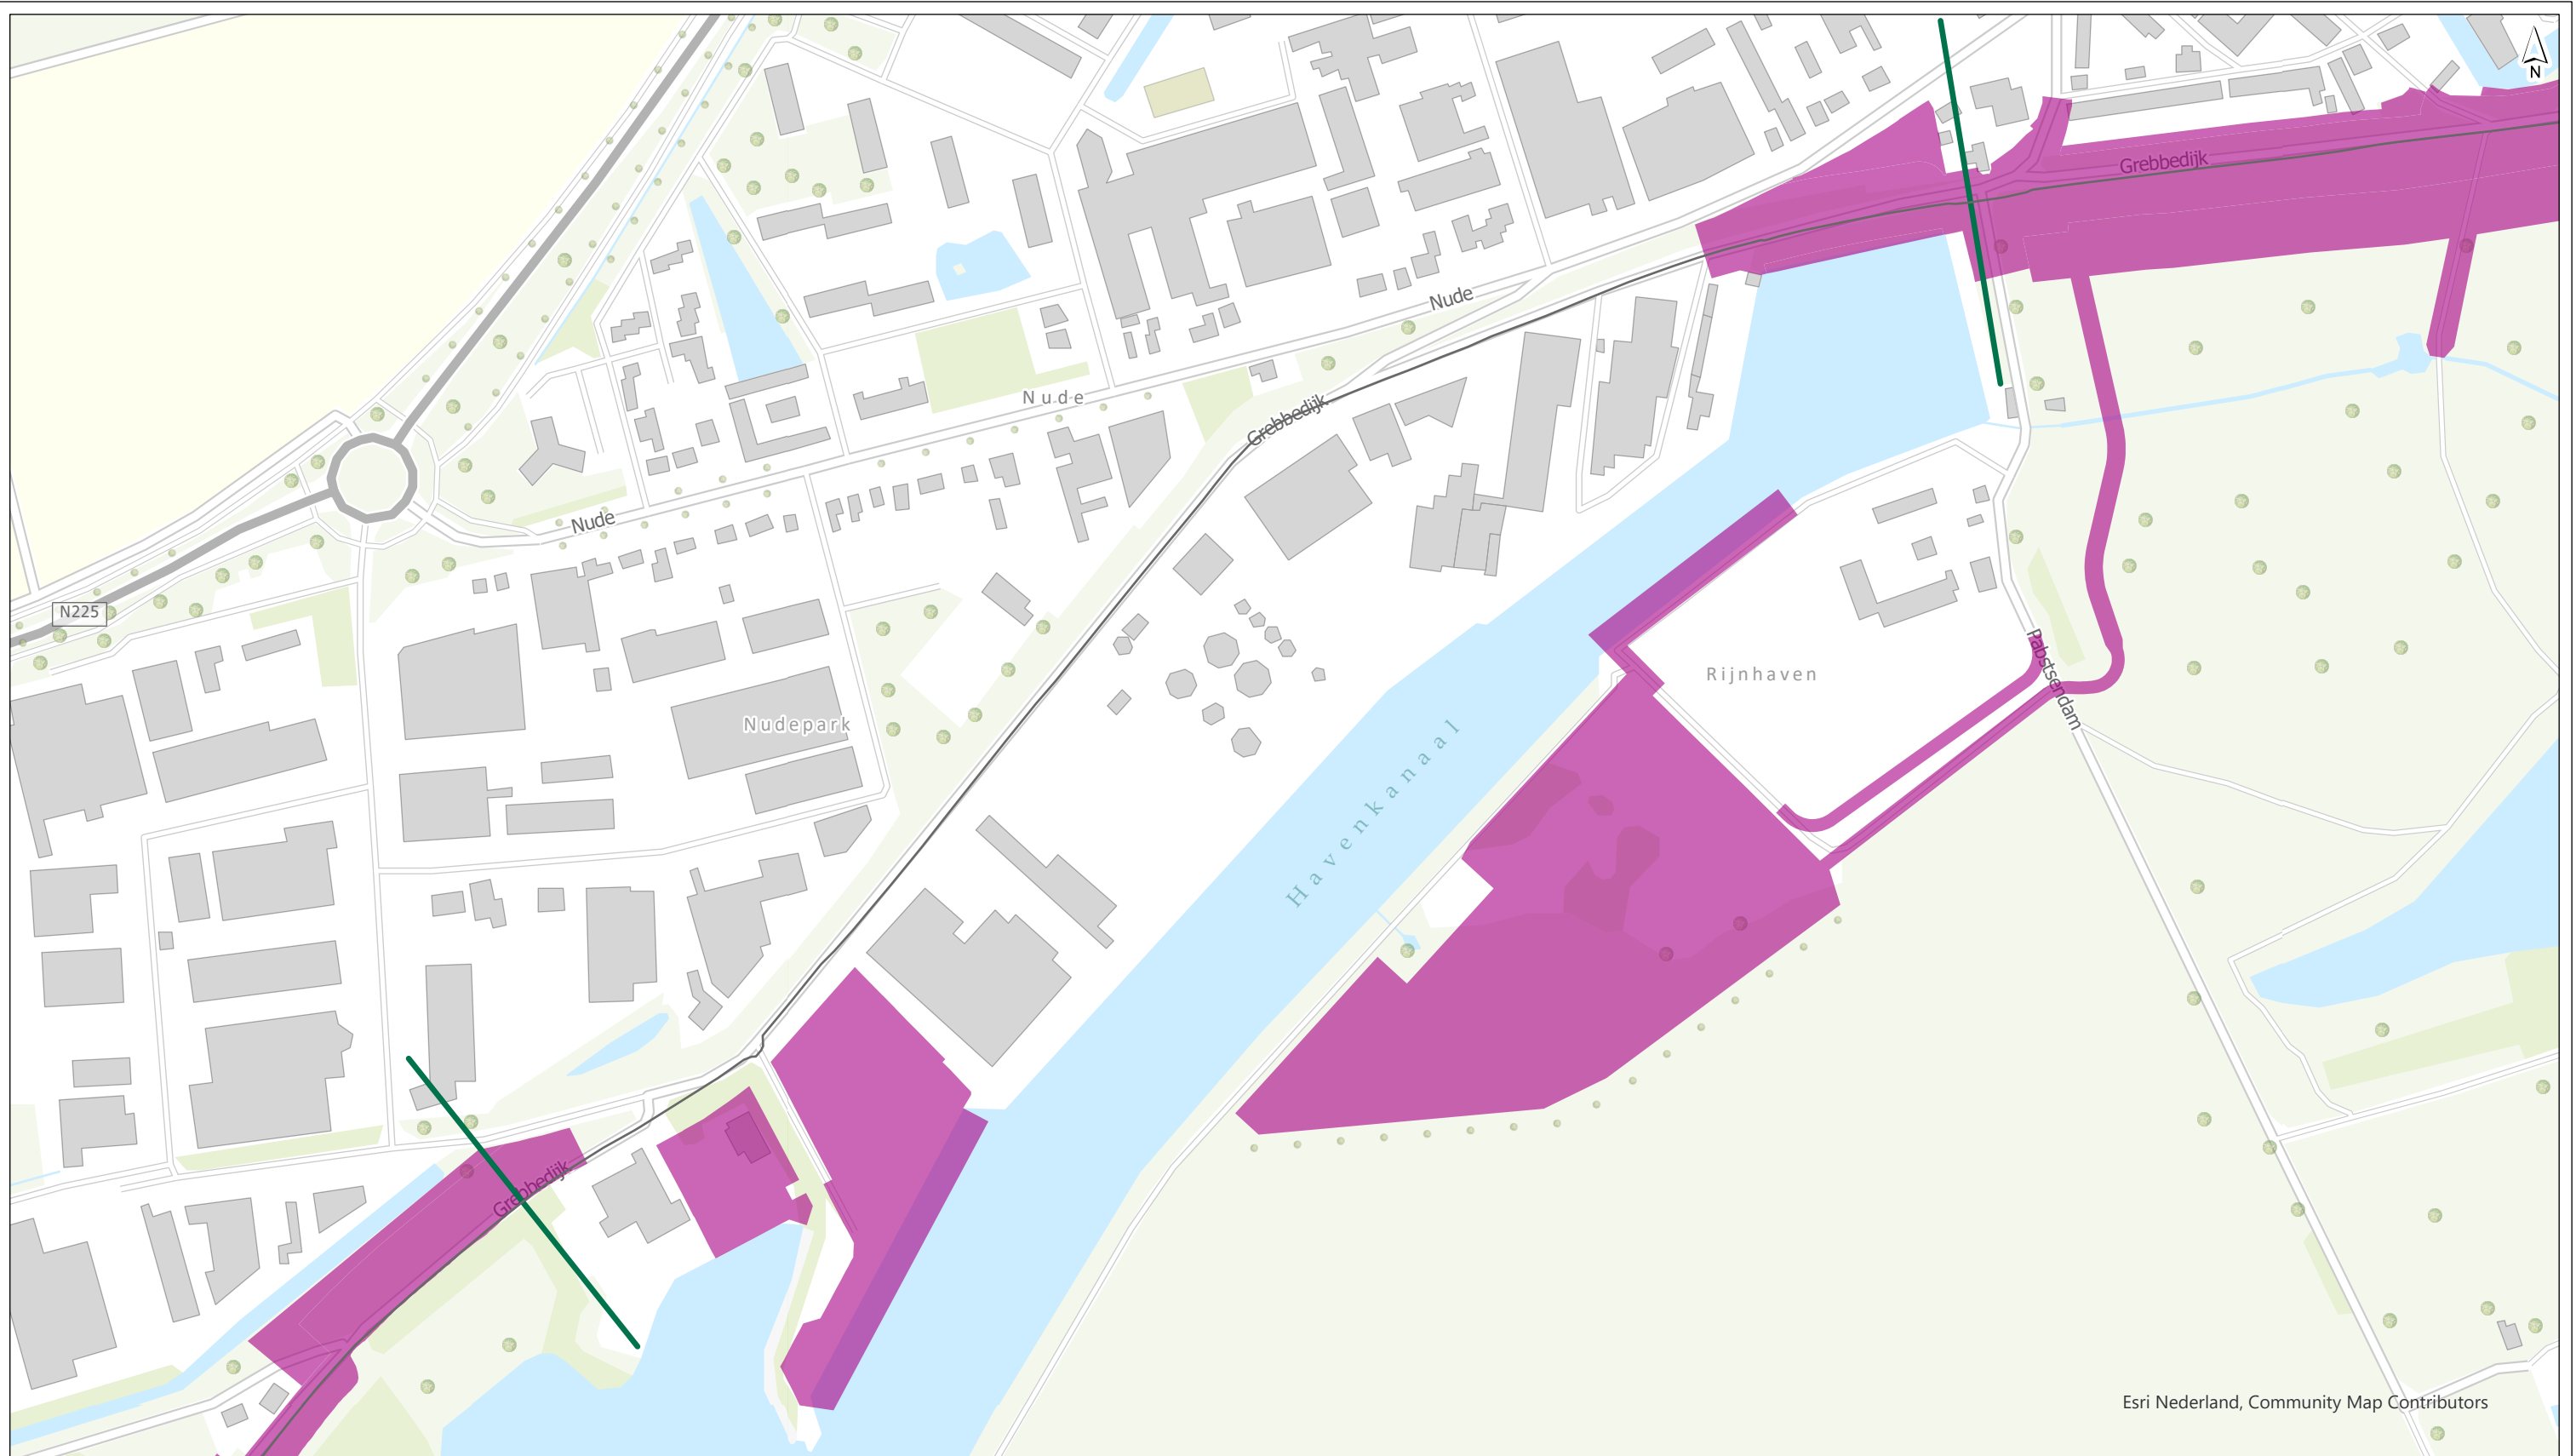 N
Grebbedijk
Nude
Nude
Grebbedijk
Nude
N225
Pabstsendam
Rijnhaven
Nudepark
Havenkanaal
Grebbedijk
Esri Nederland, Community Map Contributors